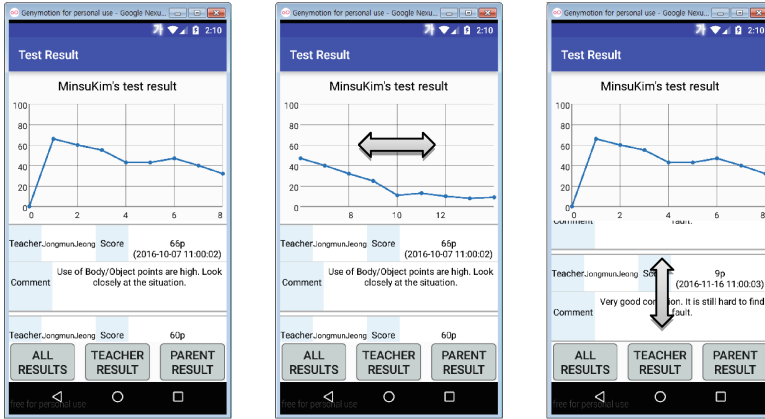 Genymotion for personal use - Google Nexu...
2:10
Test Result
MinsuKim's test result
100
80
60
40
20
0
0 2 4 6 8
Teacher JongmunJeong Score 66p
(2016-10-07 11:00:02)
Comment Use of Body/Object points are high. Look
closely at the situation.
Teacher JongmunJeong Score 60p
ALL RESULTS
TEACHER RESULT
PARENT RESULT
free for personal use
Genymotion for personal use - Google Nexu...
2:10
Test Result
MinsuKim's test result
100
80
60
40
20
0
8 10 12
Teacher JongmunJeong Score 66p
(2016-10-07 11:00:02)
Comment Use of Body/Object points are high. Look
closely at the situation.
Teacher JongmunJeong Score 60p
ALL RESULTS
TEACHER RESULT
PARENT RESULT
free for personal use
Genymotion for personal use - Google Nexu...
2:10
Test Result
MinsuKim's test result
100
80
60
40
20
0
0 2 4 6 8
Comment fault.
Teacher JongmunJeong 9p
(2016-11-16 11:00:03)
Comment Very good
It is still hard to find
fault.
ALL RESULTS
TEACHER RESULT
PARENT RESULT
free for personal use